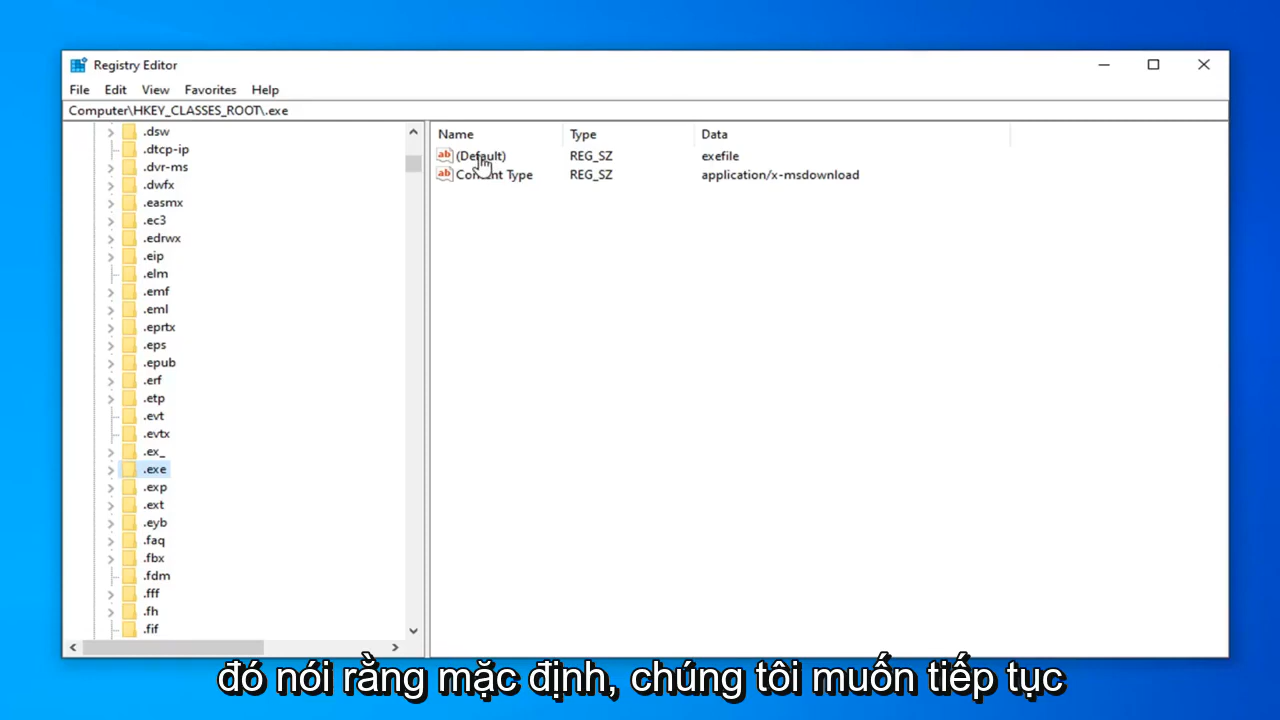 Registry Editor
File Edit View Favorites Help
Computer\HKEY_CLASSES_ROOT\.exe
.dsw
.dtcp-ip
.dvr-ms
.dwfx
.easmx
.ec3
.edrwx
.eip
.elm
.emf
.eml
.eprtx
.eps
.epub
.erf
.etp
.evt
.evtx
.ex_
.exe
.exp
.ext
.eyb
.faq
.fbx
.fdm
.fff
.fh
.fif
Name Type Data
(Default) REG_SZ exefile
Content Type REG_SZ application/x-msdownload
đó nói rằng mặc định, chúng tôi muốn tiếp tục